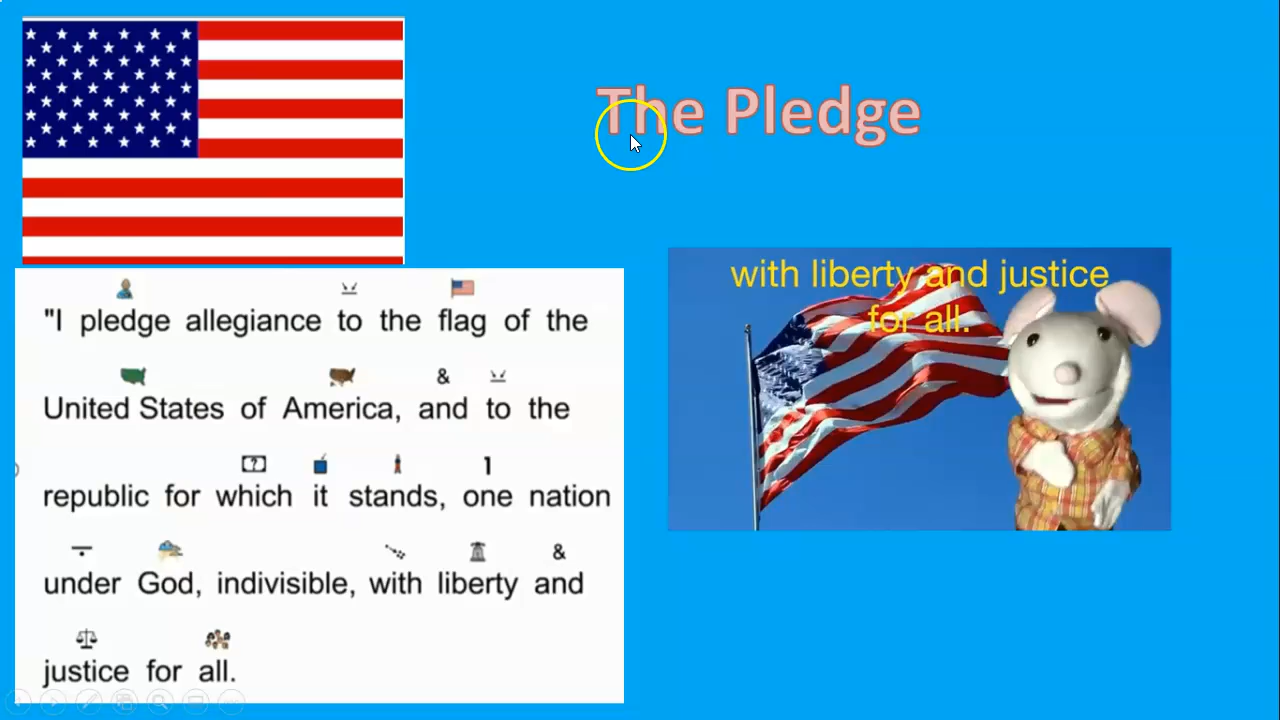 The Pledge
with liberty and justice
for all.
"I pledge allegiance to the flag of the
&
United States of America, and to the
1
republic for which it stands, one nation
&
under God, indivisible, with liberty and
justice for all.